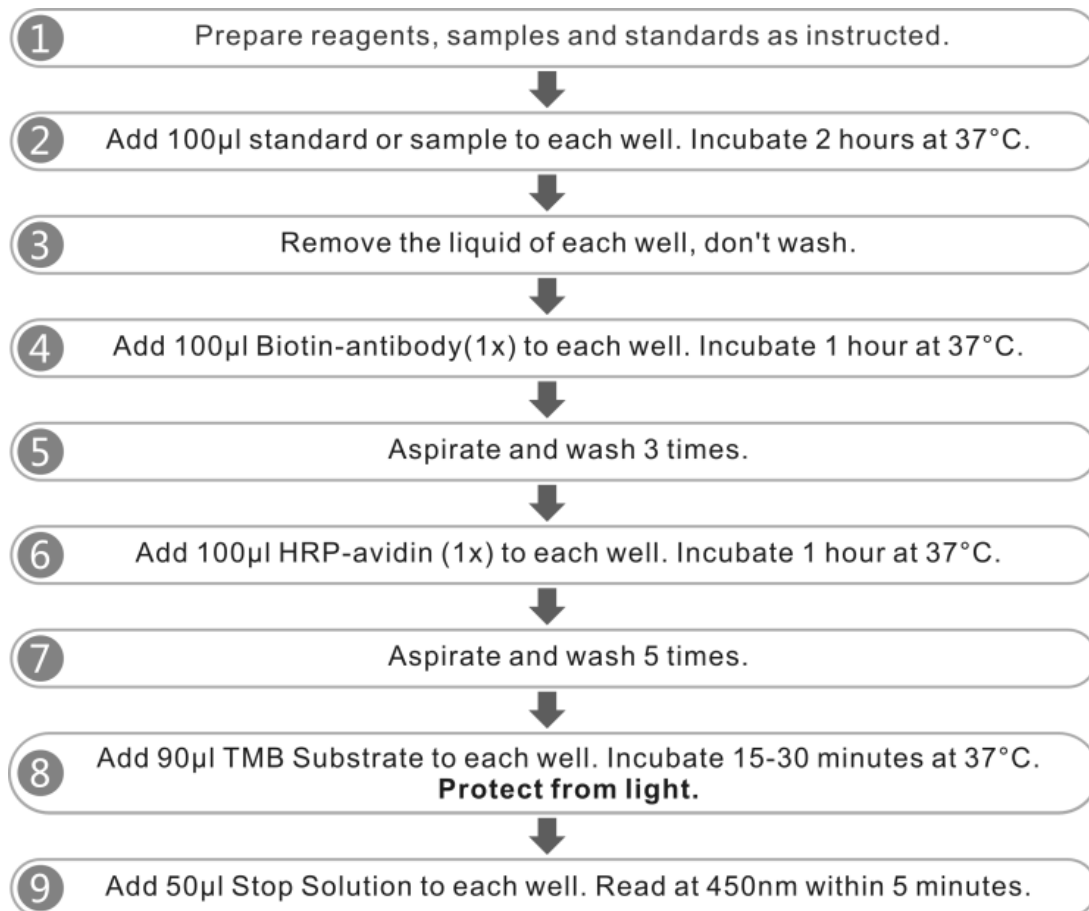 1 Prepare reagents, samples and standards as instructed.
2 Add 100µl standard or sample to each well. Incubate 2 hours at 37°C.
3 Remove the liquid of each well, don't wash.
4 Add 100µl Biotin-antibody(1x) to each well. Incubate 1 hour at 37°C.
5 Aspirate and wash 3 times.
6 Add 100µl HRP-avidin (1x) to each well. Incubate 1 hour at 37°C.
7 Aspirate and wash 5 times.
8 Add 90µl TMB Substrate to each well. Incubate 15-30 minutes at 37°C.
Protect from light.
9 Add 50µl Stop Solution to each well. Read at 450nm within 5 minutes.